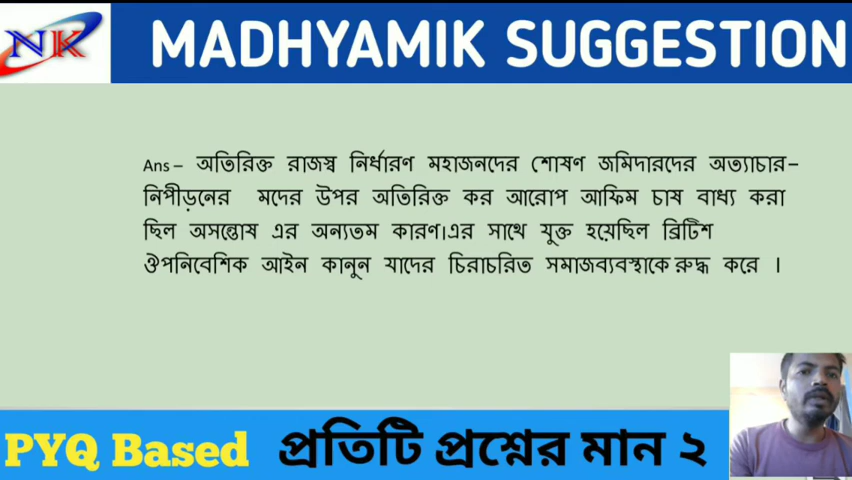 NK
MADHYAMIK SUGGESTION
Ans – অতিরিক্ত রাজস্ব নির্ধারণ মহাজনদের শোষণ জমিদারদের অত্যাচার–
নিপীড়নের মদের উপর অতিরিক্ত কর আরোপ আফিম চাষ বাধ্য করা
ছিল অসন্তোষ এর অন্যতম কারণ।এর সাথে যুক্ত হয়েছিল ব্রিটিশ
ঔপনিবেশিক আইন কানুন যাদের চিরাচরিত সমাজব্যবস্থাকে রুদ্ধ করে ।
PYQ Based প্রতিটি প্রশ্নের মান ২